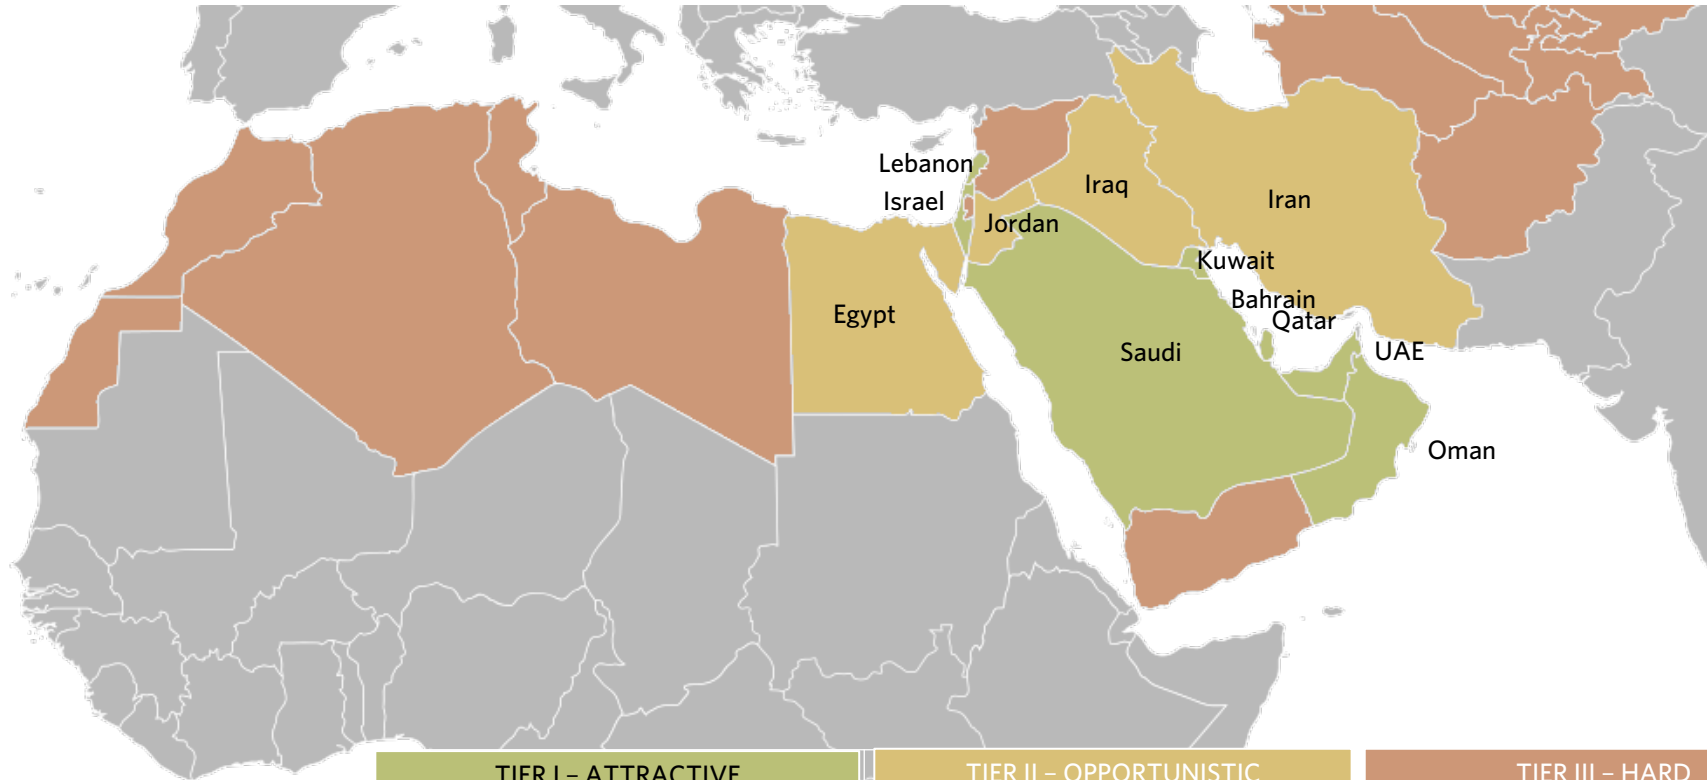 Lebanon
Israel
Iraq
Iran
Jordan
Kuwait
Bahrain
Egypt
Qatar
Saudi
UAE
Oman
TIER I – ATTRACTIVE
TIER II – OPPORTUNISTIC
TIER III – HARD